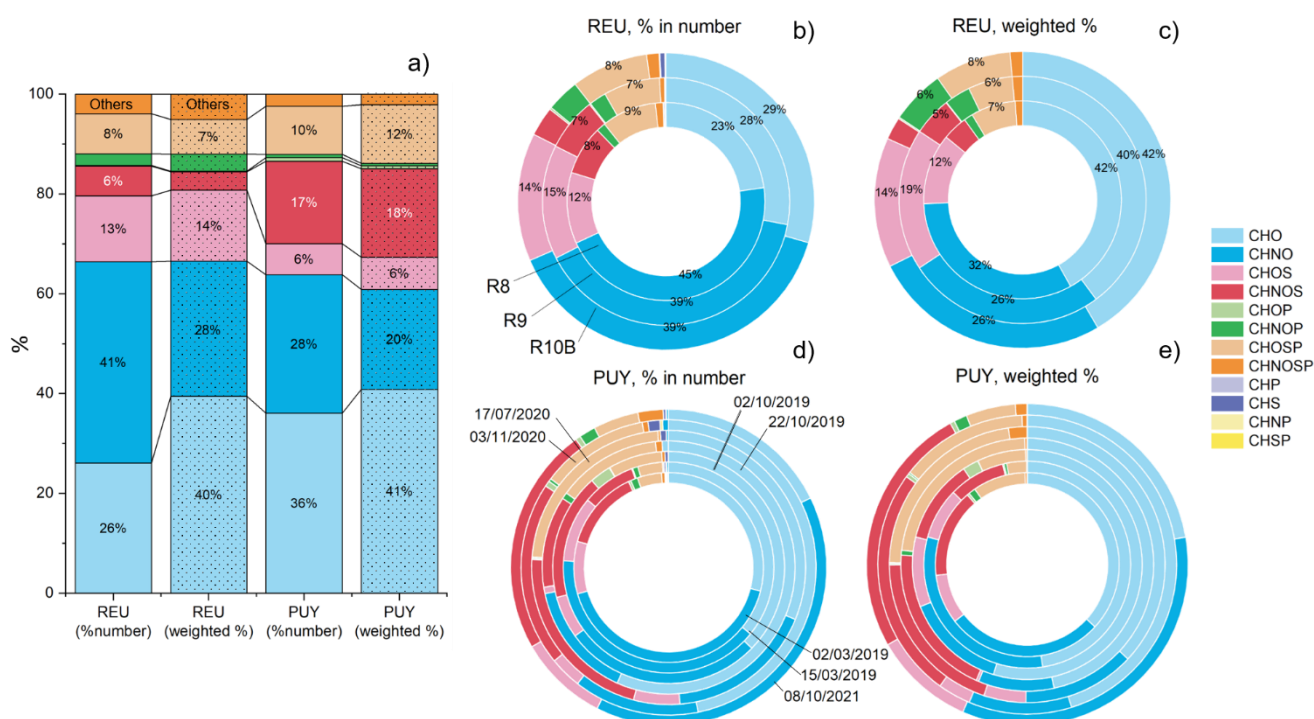 a)
100
80
60
40
20
0
%
Others
8%
6%
13%
41%
26%
Others
7%
14%
28%
40%
10%
17%
6%
28%
36%
12%
18%
6%
20%
41%
REU
(%number)
REU
(weighted %)
PUY
(%number)
PUY
(weighted %)
REU, % in number
b)
8%
7%
9%
7%
8%
29%
28%
23%
14%
15%
12%
45%
39%
39%
R8
R9
R10B
REU, weighted %
c)
8%
6%
7%
6%
5%
12%
19%
14%
42%
40%
42%
32%
26%
26%
PUY, % in number
d)
02/10/2019
22/10/2019
17/07/2020
03/11/2020
02/03/2019
15/03/2019
08/10/2021
PUY, weighted %
e)
CHO
CHNO
CHOS
CHNOS
CHOP
CHNOP
CHOSP
CHNOSP
CHP
CHS
CHNP
CHSP